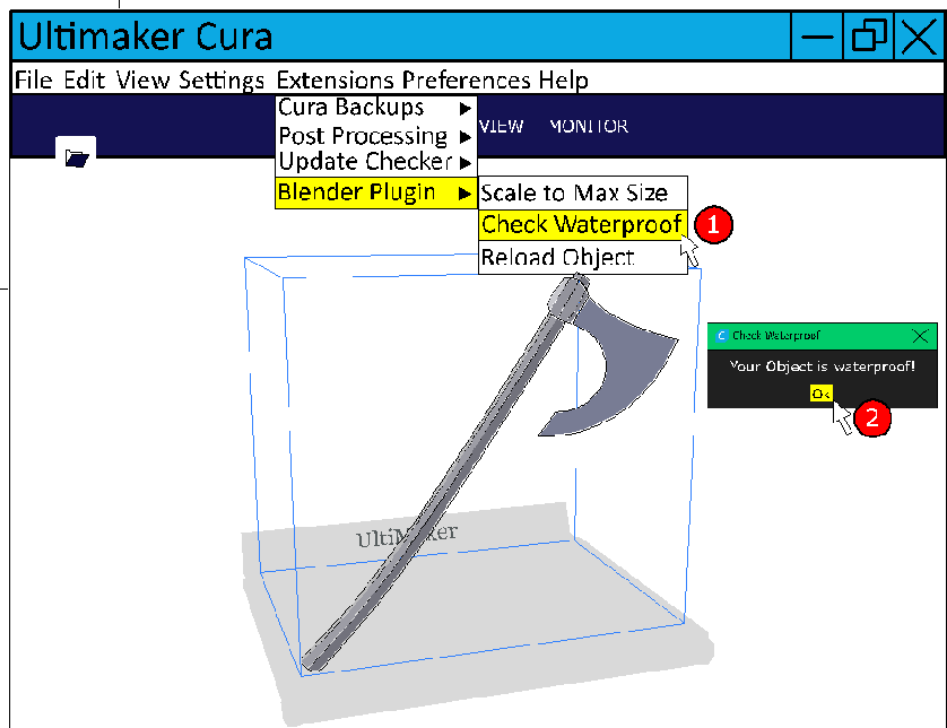 Ultimaker Cura
File Edit View Settings Extensions Preferences Help
Cura Backups
Post Processing
Update Checker
Blender Plugin
VIEW MONITOR
Scale to Max Size
Check Waterproof
Reload Object
1
Check Waterproof
Your Object is waterproof!
Ok
2
UltiMaker